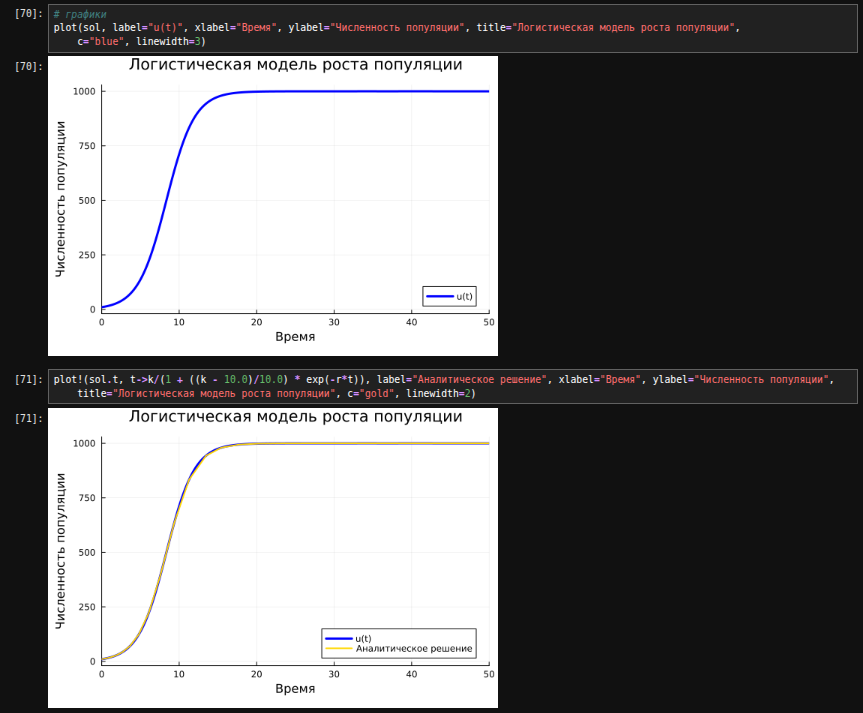 [70]: # графики
plot(sol, label="u(t)", xlabel="Время", ylabel="Численность популяции", title="Логистическая модель роста популяции",
c="blue", linewidth=3)
[70]:
Логистическая модель роста популяции
Численность популяции
1000
750
500
250
0
u(t)
0 10 20 30 40 50
Время
[71]: plot!(sol.t, t->k/(1 + ((k - 10.0)/10.0) * exp(-r*t)), label="Аналитическое решение", xlabel="Время", ylabel="Численность популяции",
title="Логистическая модель роста популяции", c="gold", linewidth=2)
[71]:
Логистическая модель роста популяции
Численность популяции
1000
750
500
250
0
u(t)
Аналитическое решение
0 10 20 30 40 50
Время